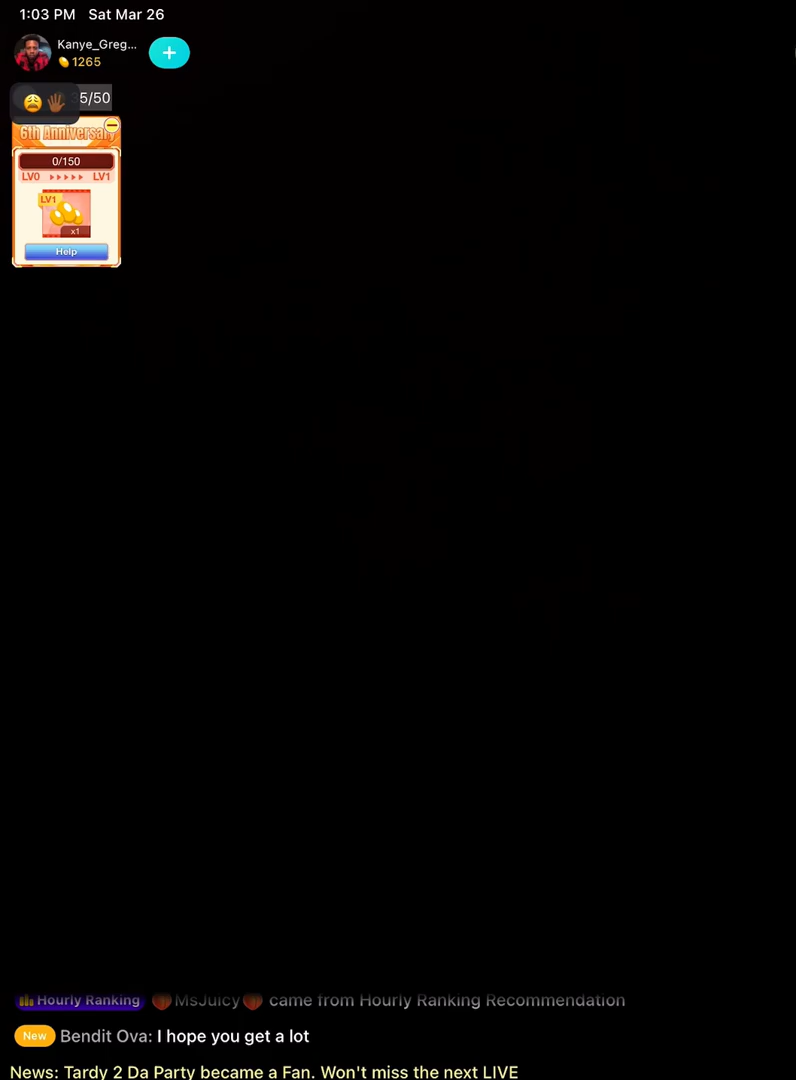 1:03 PM Sat Mar 26
Kanye_Greg...
1265
35/50
6th Anniversary
0/150
LV0 LV1
LV1
x1
Help
Hourly Ranking MsJuicy came from Hourly Ranking Recommendation
New Bendit Ova: I hope you get a lot
News: Tardy 2 Da Party became a Fan. Won't miss the next LIVE